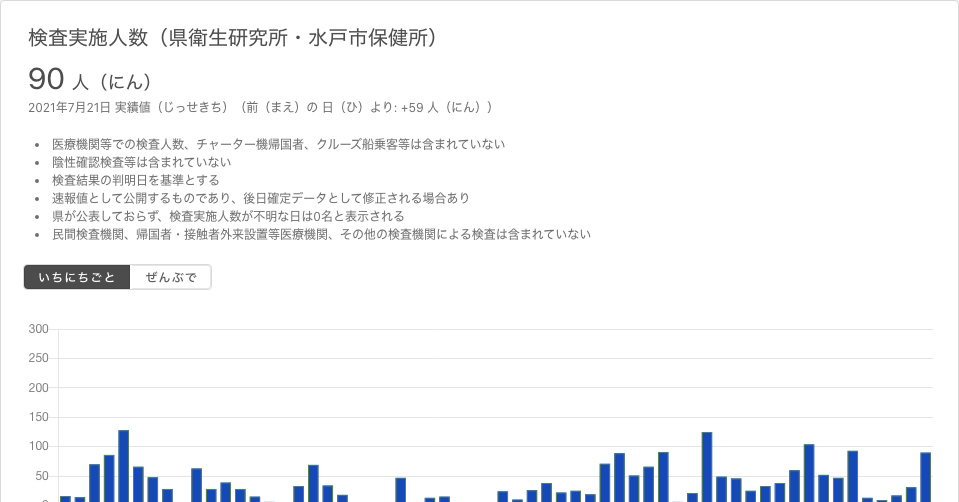 検査実施人数（県衛生研究所・水戸市保健所）
90 人（にん）
2021年7月21日 実績値（じっせきち）（前（まえ）の 日（ひ）より: +59 人（にん））
• 医療機関等での検査人数、チャーター機帰国者、クルーズ船乗客等は含まれていない
• 陰性確認検査等は含まれていない
• 検査結果の判明日を基準とする
• 速報値として公開するものであり、後日確定データとして修正される場合あり
• 県が公表しておらず、検査実施人数が不明な日は0名と表示される
• 民間検査機関、帰国者・接触者外来設置等医療機関、その他の検査機関による検査は含まれていない
いちにちごと ぜんぶで
300
250
200
150
100
50